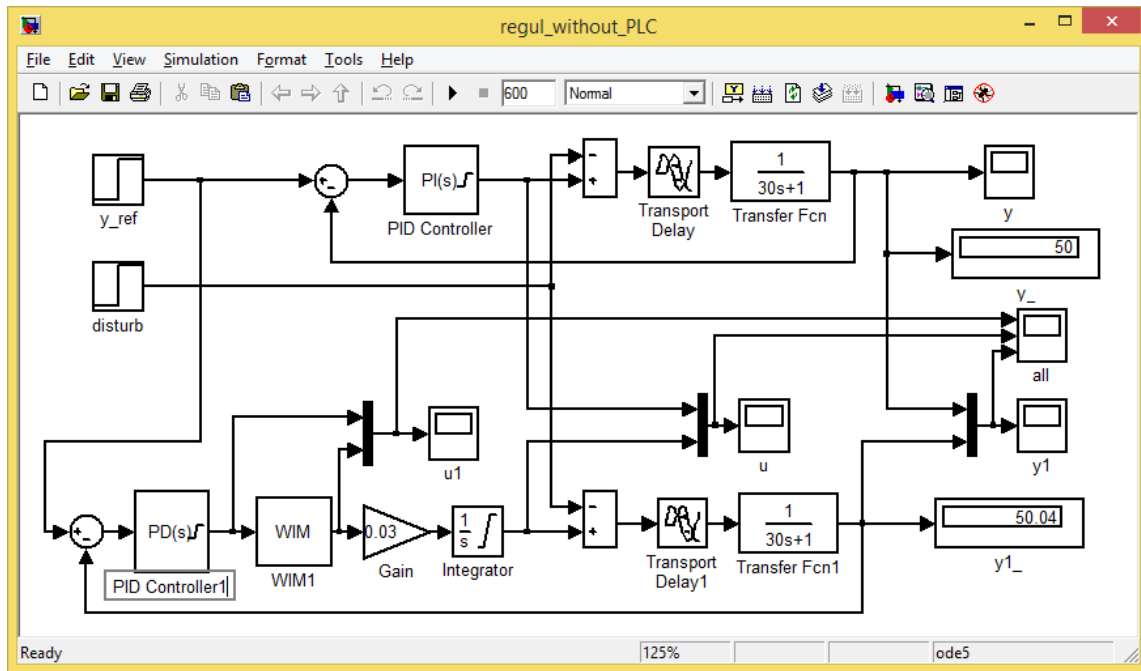 regul_without_PLC
File Edit View Simulation Format Tools Help
600 Normal
y_ref
+
-
PI(s)
PID Controller
-
+
Transport
Delay
1
30s+1
Transfer Fcn
y
50
y_
disturb
all
u1
u
y1
+
-
PD(s)
PID Controller1
WIM
WIM1
0.03
Gain
1
s
Integrator
-
+
Transport
Delay1
1
30s+1
Transfer Fcn1
50.04
y1_
Ready 125% ode5